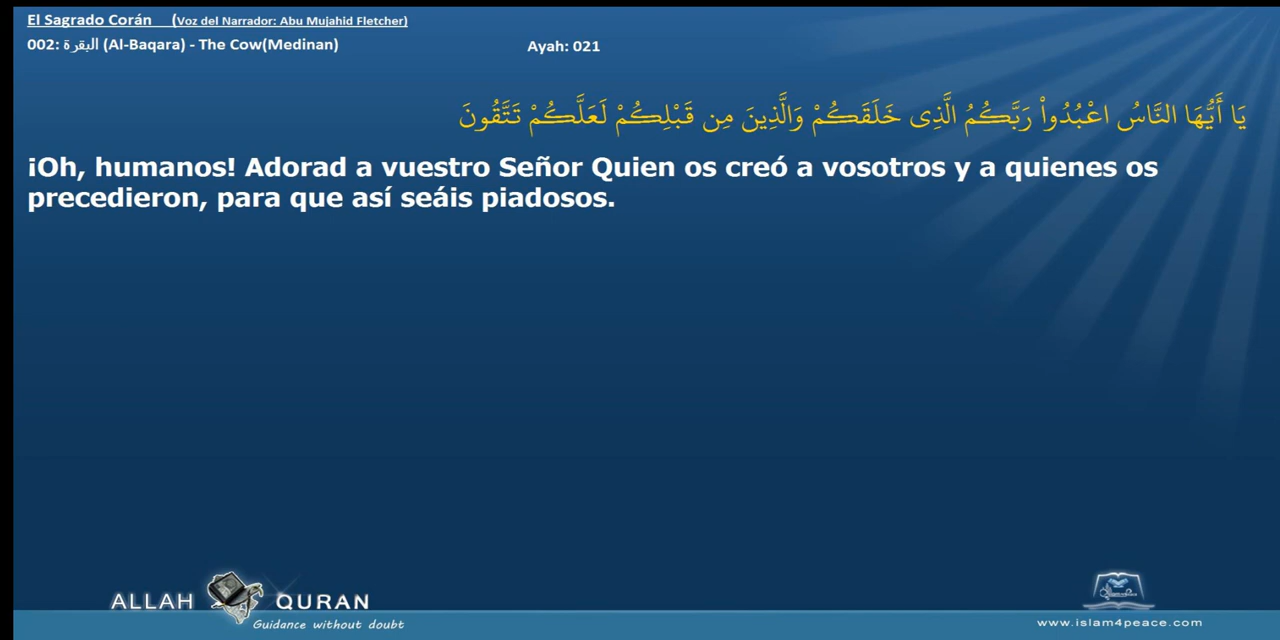 El Sagrado Corán (Voz del Narrador: Abu Mujahid Fletcher)
002: البقرة (Al-Baqara) - The Cow(Medinan) Ayah: 021
يَا أَيُّهَا النَّاسُ اعْبُدُواْ رَبَّكُمُ الَّذِى خَلَقَكُمْ وَالَّذِينَ مِن قَبْلِكُمْ لَعَلَّكُمْ تَتَّقُونَ
¡Oh, humanos! Adorad a vuestro Señor Quien os creó a vosotros y a quienes os
precedieron, para que así seáis piadosos.
ALLAH QURAN
Guidance without doubt
www.islam4peace.com